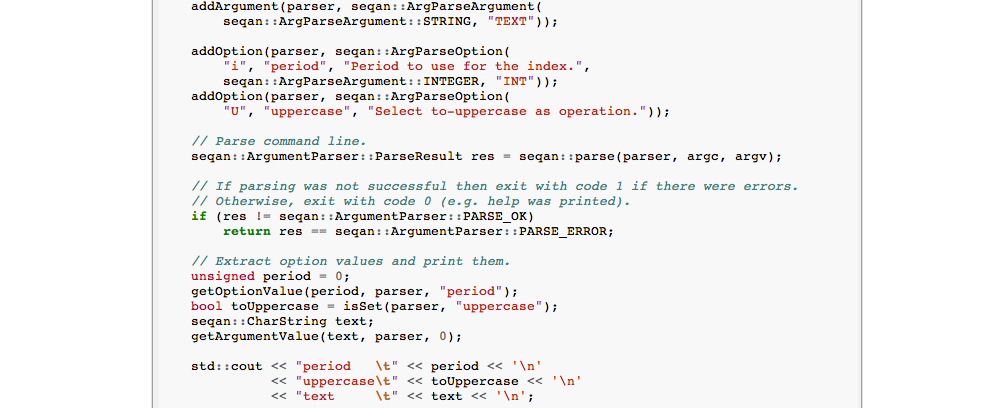 addArgument(parser, seqan::ArgParseArgument(
    seqan::ArgParseArgument::STRING, "TEXT"));

addOption(parser, seqan::ArgParseOption(
    "i", "period", "Period to use for the index.",
    seqan::ArgParseArgument::INTEGER, "INT"));
addOption(parser, seqan::ArgParseOption(
    "U", "uppercase", "Select to-uppercase as operation."));

// Parse command line.
seqan::ArgumentParser::ParseResult res = seqan::parse(parser, argc, argv);

// If parsing was not successful then exit with code 1 if there were errors.
// Otherwise, exit with code 0 (e.g. help was printed).
if (res != seqan::ArgumentParser::PARSE_OK)
    return res == seqan::ArgumentParser::PARSE_ERROR;

// Extract option values and print them.
unsigned period = 0;
getOptionValue(period, parser, "period");
bool toUppercase = isSet(parser, "uppercase");
seqan::CharString text;
getArgumentValue(text, parser, 0);

std::cout << "period   \t" << period << '\n'
          << "uppercase\t" << toUppercase << '\n'
          << "text     \t" << text << '\n';